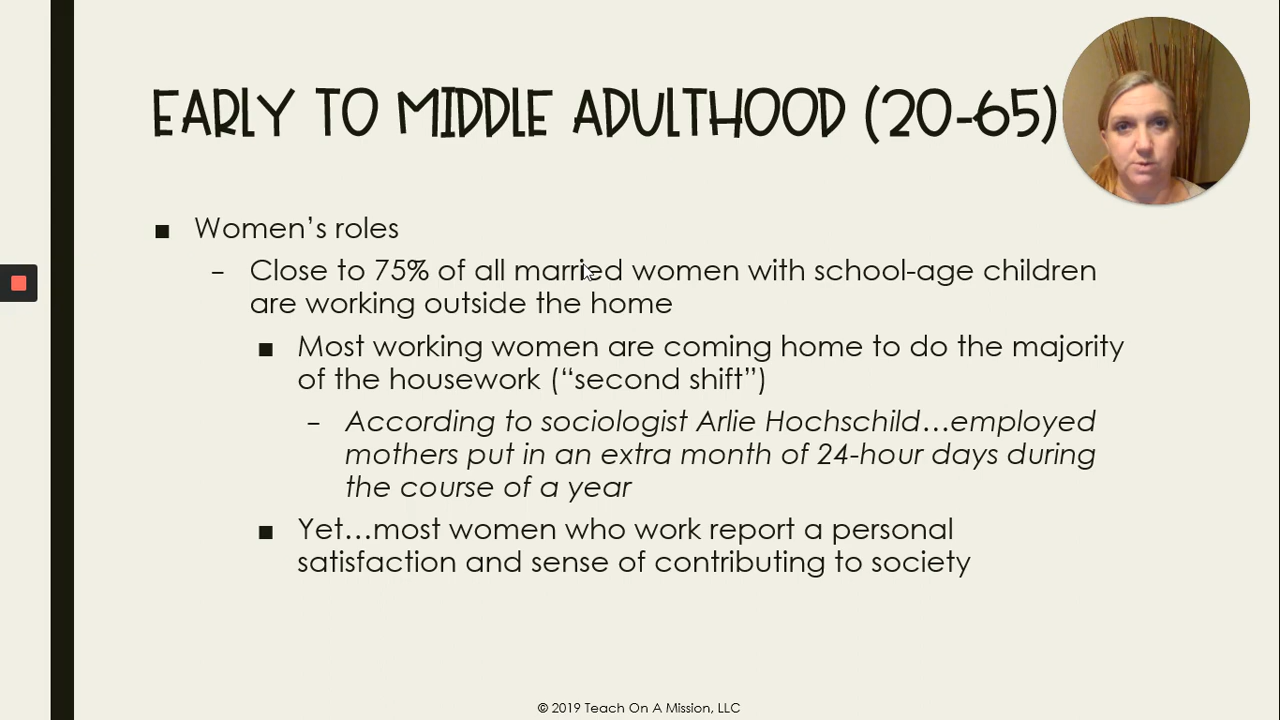 EARLY TO MIDDLE ADULTHOOD (20-65)
■ Women's roles
– Close to 75% of all married women with school-age children
are working outside the home
■ Most working women are coming home to do the majority
of the housework (“second shift”)
– According to sociologist Arlie Hochschild…employed
mothers put in an extra month of 24-hour days during
the course of a year
■ Yet…most women who work report a personal
satisfaction and sense of contributing to society
© 2019 Teach On A Mission, LLC